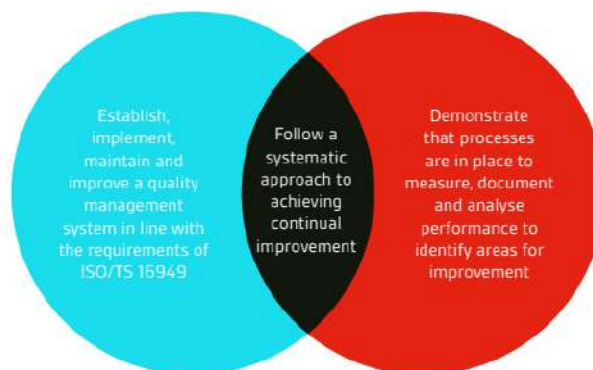 Establish,
implement,
maintain and
improve a quality
management
system in line with
the requirements of
ISO/TS 16949
Follow a
systematic
approach to
achieving
continual
improvement
Demonstrate
that processes
are in place to
measure, document
and analyse
performance to
identify areas for
improvement